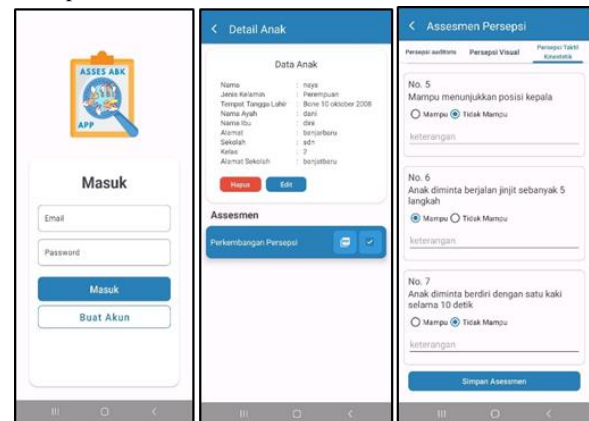 ASSES ABK
APP
Masuk
Email
Password
Masuk
Buat Akun
Detail Anak
Data Anak
Nama : naya
Jenis Kelamin : Perempuan
Tempat Tangga Lahir : Bone 10 oktober 2008
Nama Ayah : dani
Nama Ibu : dini
Alamat : banjarbaru
Sekolah : sdn
Kelas : 2
Alamat Sekolah : banjatbaru
Hapus Edit
Assesmen
Perkembangan Persepsi
Assesmen Persepsi
Persepsi auditoris Persepsi Visual Persepsi Taktil
Kinestetik
No. 5
Mampu menunjukkan posisi kepala
Mampu Tidak Mampu
keterangan
No. 6
Anak diminta berjalan jinjit sebanyak 5
langkah
Mampu Tidak Mampu
keterangan
No. 7
Anak diminta berdiri dengan satu kaki
selama 10 detik
Mampu Tidak Mampu
keterangan
Simpan Asessmen